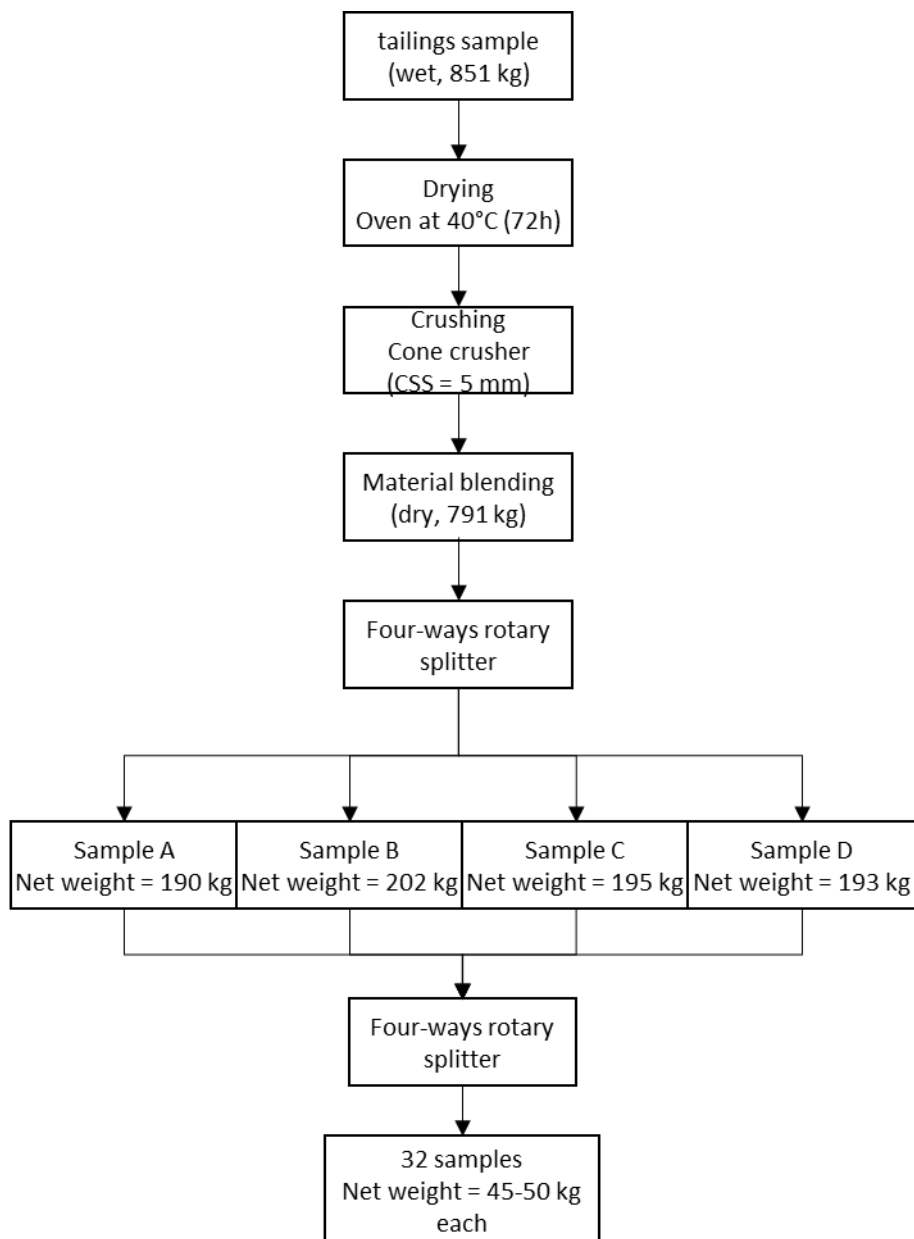 tailings sample
(wet, 851 kg)
Drying
Oven at 40°C (72h)
Crushing
Cone crusher
(CSS = 5 mm)
Material blending
(dry, 791 kg)
Four-ways rotary
splitter
Sample A
Net weight = 190 kg
Sample B
Net weight = 202 kg
Sample C
Net weight = 195 kg
Sample D
Net weight = 193 kg
Four-ways rotary
splitter
32 samples
Net weight = 45-50 kg
each